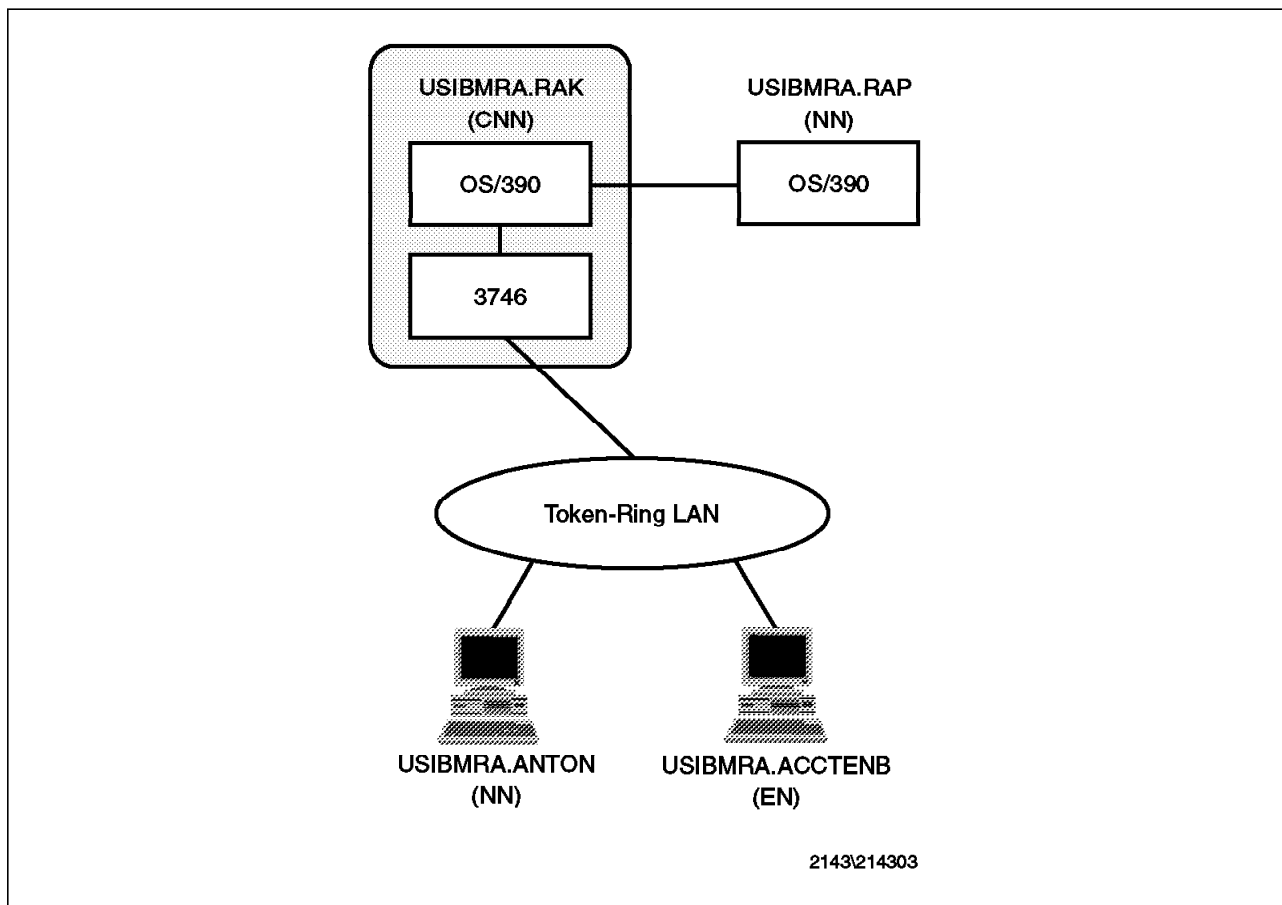 USIBMRA.RAK
(CNN)
OS/390
3746
USIBMRA.RAP
(NN)
OS/390
Token-Ring LAN
USIBMRA.ANTON
(NN)
USIBMRA.ACCTENB
(EN)
2143\214303